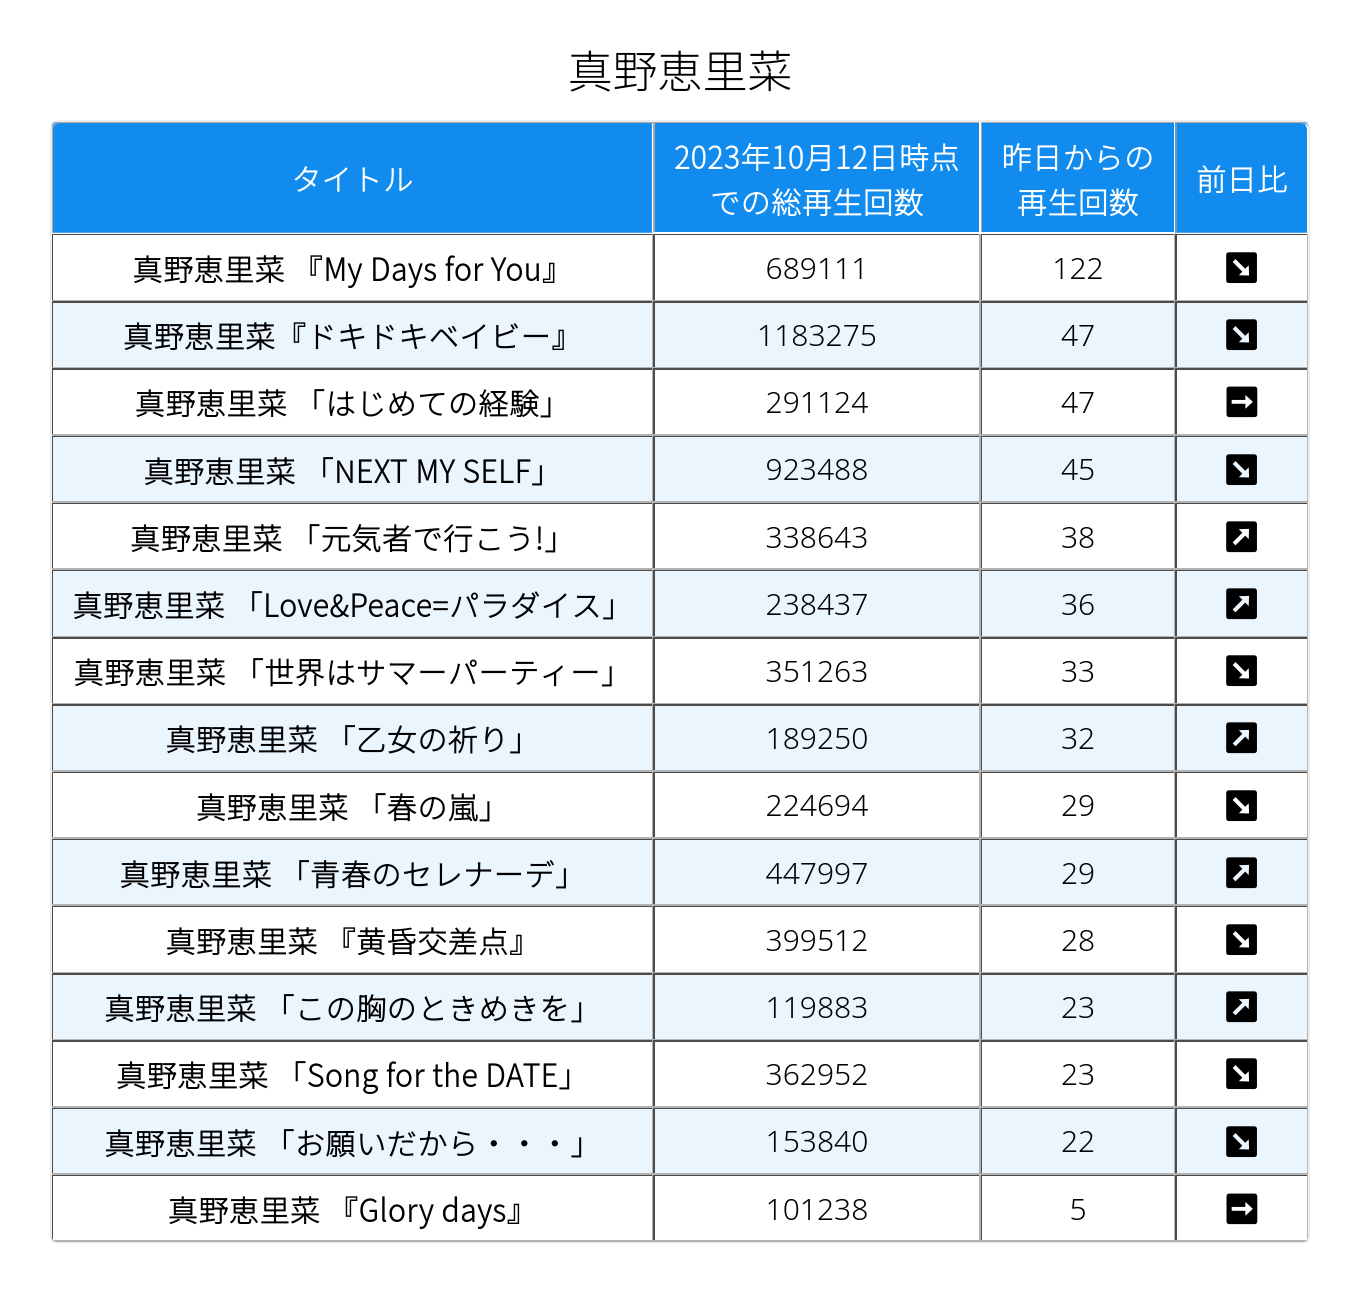 真野恵里菜
タイトル 2023年10月12日時点での総再生回数 昨日からの再生回数 前日比
真野恵里菜 『My Days for You』 689111 122 ↘
真野恵里菜『ドキドキベイビー』 1183275 47 ↘
真野恵里菜 「はじめての経験」 291124 47 →
真野恵里菜 「NEXT MY SELF」 923488 45 ↘
真野恵里菜 「元気者で行こう!」 338643 38 ↗
真野恵里菜 「Love&Peace=パラダイス」 238437 36 ↗
真野恵里菜 「世界はサマーパーティー」 351263 33 ↘
真野恵里菜 「乙女の祈り」 189250 32 ↗
真野恵里菜 「春の嵐」 224694 29 ↘
真野恵里菜 「青春のセレナーデ」 447997 29 ↗
真野恵里菜 『黄昏交差点』 399512 28 ↘
真野恵里菜 「この胸のときめきを」 119883 23 ↗
真野恵里菜 「Song for the DATE」 362952 23 ↘
真野恵里菜 「お願いだから・・・」 153840 22 ↘
真野恵里菜 『Glory days』 101238 5 →